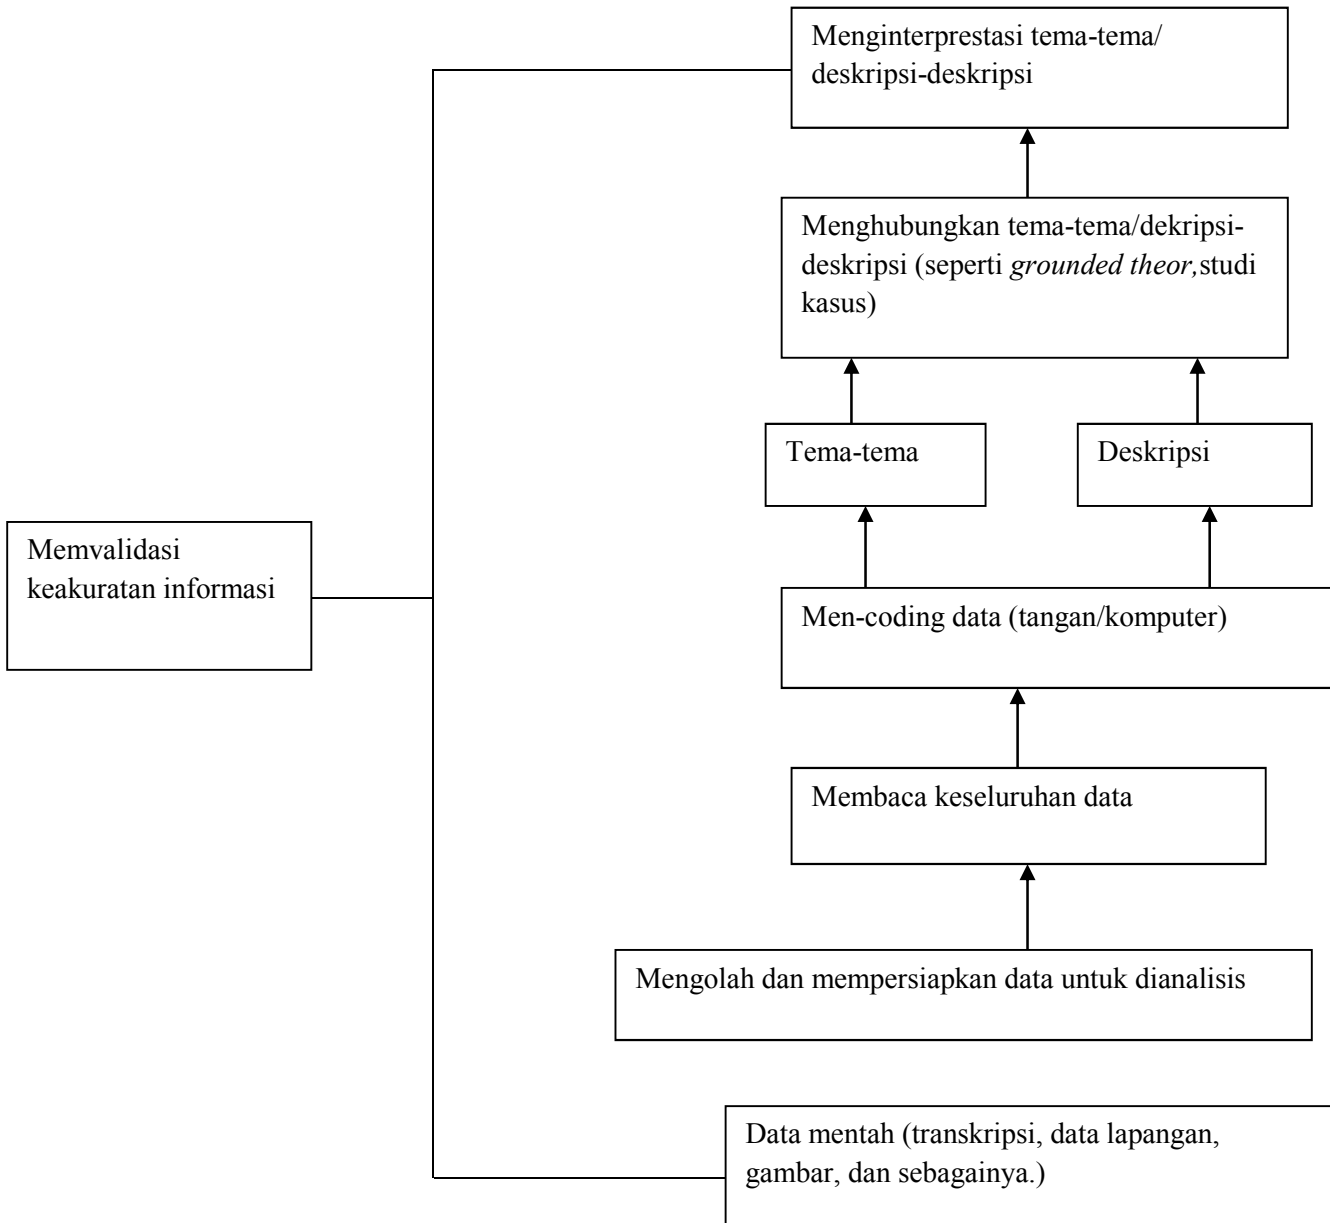 Menginterprestasi tema-tema/
deskripsi-deskripsi
Menghubungkan tema-tema/dekripsi-
deskripsi (seperti grounded theor,studi
kasus)
Tema-tema
Deskripsi
Memvalidasi
keakuratan informasi
Men-coding data (tangan/komputer)
Membaca keseluruhan data
Mengolah dan mempersiapkan data untuk dianalisis
Data mentah (transkripsi, data lapangan,
gambar, dan sebagainya.)